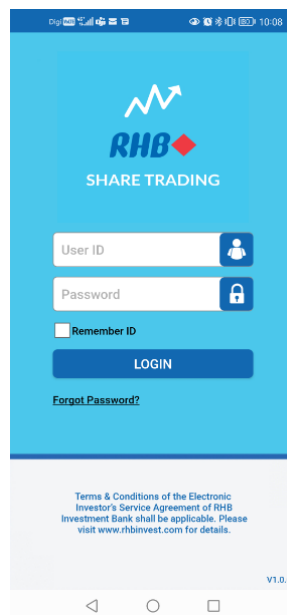 Digi 10:08
RHB
SHARE TRADING
User ID
Password
Remember ID
LOGIN
Forgot Password?
Terms & Conditions of the Electronic
Investor's Service Agreement of RHB
Investment Bank shall be applicable. Please
visit www.rhbinvest.com for details.
V1.0.